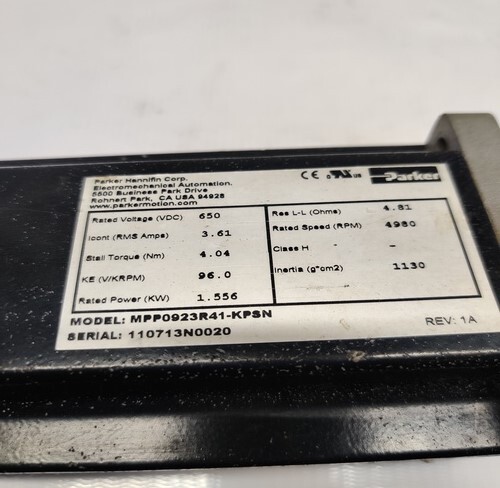 Parker Hannifin Corp.
Electromechanical Automation.
5500 Business Park Drive
Rohnert Park, CA USA 94928
www.parkermotion.com
CE c UL us
Parker
Rated Voltage (VDC) 650
Icont (RMS Amps) 3.61
Stall Torque (Nm) 4.04
KE (V/KRPM) 96.0
Rated Power (KW) 1.556
Res L-L (Ohms) 4.81
Rated Speed (RPM) 4980
Class H -
Inertia (g*cm2) 1130
MODEL: MPP0923R41-KPSN
SERIAL: 110713N0020
REV: 1A